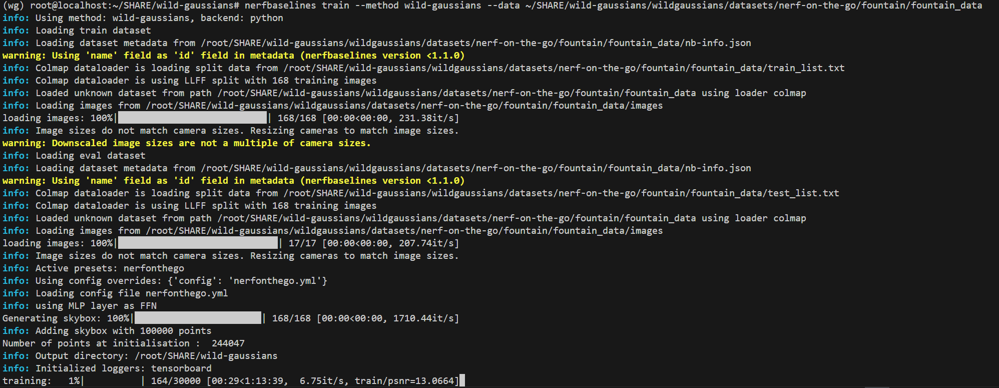 (wg) root@localhost:~/SHARE/wild-gaussians# nerfbaselines train --method wild-gaussians --data ~/SHARE/wild-gaussians/wildgaussians/datasets/nerf-on-the-go/fountain/fountain_data
info: Using method: wild-gaussians, backend: python
info: Loading train dataset
info: Loading dataset metadata from /root/SHARE/wild-gaussians/wildgaussians/datasets/nerf-on-the-go/fountain/fountain_data/nb-info.json
warning: Using 'name' field as 'id' field in metadata (nerfbaselines version <1.1.0)
info: Colmap dataloader is loading split data from /root/SHARE/wild-gaussians/wildgaussians/datasets/nerf-on-the-go/fountain/fountain_data/train_list.txt
info: Colmap dataloader is using LLFF split with 168 training images
info: Loaded unknown dataset from path /root/SHARE/wild-gaussians/wildgaussians/datasets/nerf-on-the-go/fountain/fountain_data using loader colmap
info: Loading images from /root/SHARE/wild-gaussians/wildgaussians/datasets/nerf-on-the-go/fountain/fountain_data/images
loading images: 100%| | 168/168 [00:00<00:00, 231.38it/s]
info: Image sizes do not match camera sizes. Resizing cameras to match image sizes.
warning: Downscaled image sizes are not a multiple of camera sizes.
info: Loading eval dataset
info: Loading dataset metadata from /root/SHARE/wild-gaussians/wildgaussians/datasets/nerf-on-the-go/fountain/fountain_data/nb-info.json
warning: Using 'name' field as 'id' field in metadata (nerfbaselines version <1.1.0)
info: Colmap dataloader is loading split data from /root/SHARE/wild-gaussians/wildgaussians/datasets/nerf-on-the-go/fountain/fountain_data/test_list.txt
info: Colmap dataloader is using LLFF split with 168 training images
info: Loaded unknown dataset from path /root/SHARE/wild-gaussians/wildgaussians/datasets/nerf-on-the-go/fountain/fountain_data using loader colmap
info: Loading images from /root/SHARE/wild-gaussians/wildgaussians/datasets/nerf-on-the-go/fountain/fountain_data/images
loading images: 100%| | 17/17 [00:00<00:00, 207.74it/s]
info: Image sizes do not match camera sizes. Resizing cameras to match image sizes.
info: Active presets: nerfonthego
info: Using config overrides: {'config': 'nerfonthego.yml'}
info: Loading config file nerfonthego.yml
info: using MLP layer as FFN
Generating skybox: 100%| | 168/168 [00:00<00:00, 1710.44it/s]
info: Adding skybox with 100000 points
Number of points at initialisation :  244047
info: Output directory: /root/SHARE/wild-gaussians
info: Initialized loggers: tensorboard
training:   1%| | 164/30000 [00:29<1:13:39,  6.75it/s, train/psnr=13.0664]